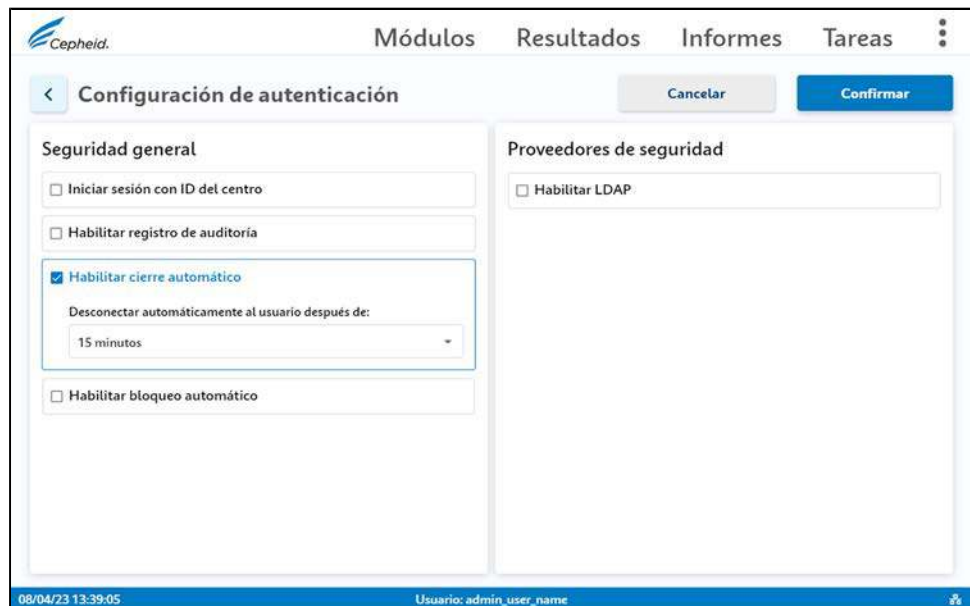 Cepheid.
Módulos Resultados Informes Tareas
Configuración de autenticación Cancelar Confirmar
Seguridad general
Iniciar sesión con ID del centro
Habilitar registro de auditoría
Habilitar cierre automático
Desconectar automáticamente al usuario después de:
15 minutos
Habilitar bloqueo automático
Proveedores de seguridad
Habilitar LDAP
08/04/23 13:39:05 Usuario: admin_user_name